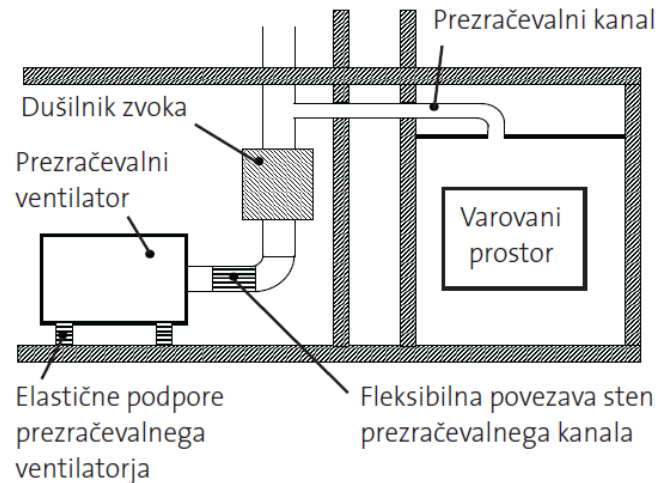 Prezračevalni kanal
Dušilnik zvoka
Prezračevalni
ventilator
Varovani
prostor
Elastične podpore
prezračevalnega
ventilatorja
Fleksibilna povezava sten
prezračevalnega kanala